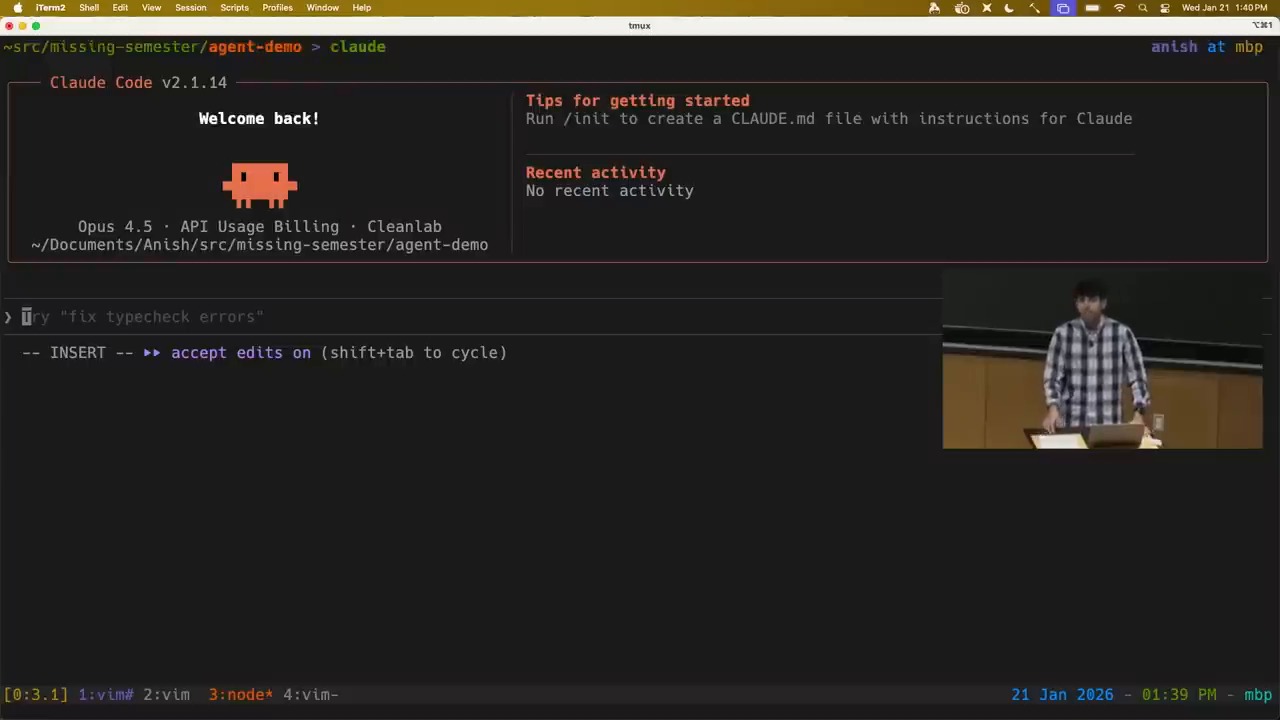 iTerm2 Shell Edit View Session Scripts Profiles Window Help Wed Jan 21 1:40 PM
tmux ⌥⌘1
~src/missing-semester/agent-demo > claude anish at mbp
Claude Code v2.1.14
Welcome back!
Tips for getting started
Run /init to create a CLAUDE.md file with instructions for Claude
Recent activity
No recent activity
Opus 4.5 · API Usage Billing · Cleanlab
~/Documents/Anish/src/missing-semester/agent-demo
❯ Try "fix typecheck errors"
-- INSERT -- ⏵⏵ accept edits on (shift+tab to cycle)
[0:3.1] 1:vim# 2:vim 3:node* 4:vim- 21 Jan 2026 - 01:39 PM - mbp